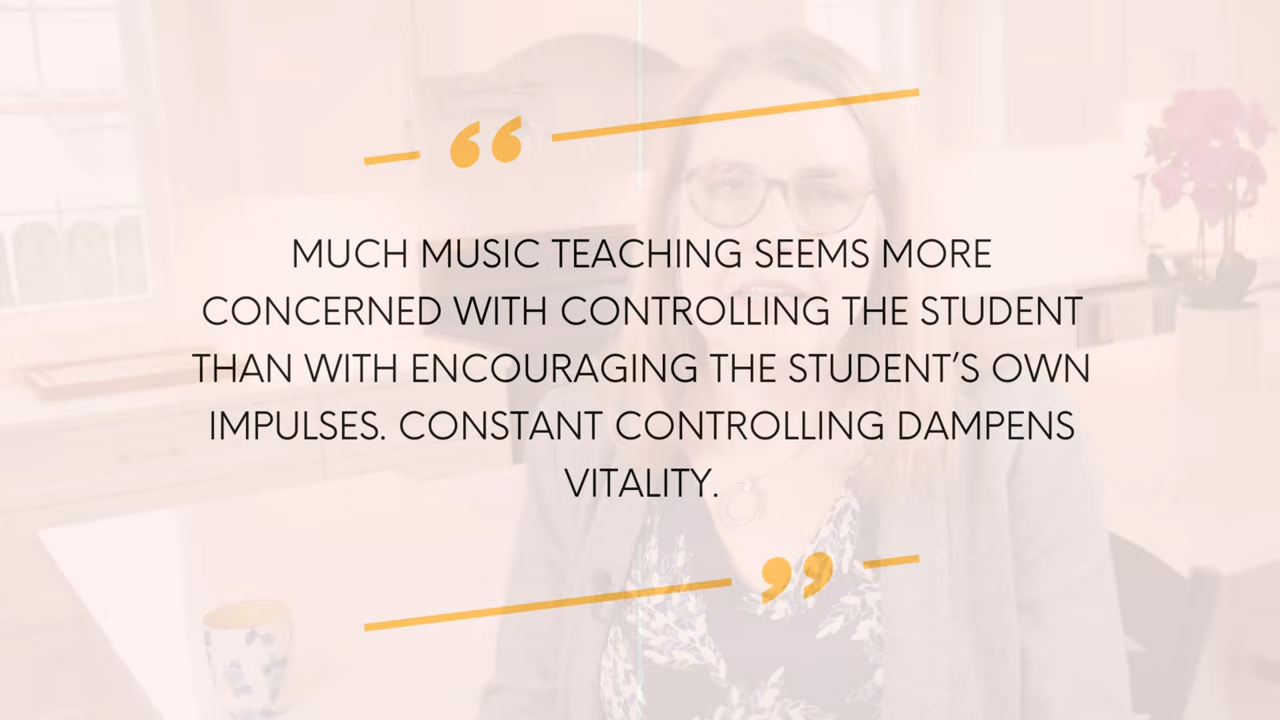 “
MUCH MUSIC TEACHING SEEMS MORE
CONCERNED WITH CONTROLLING THE STUDENT
THAN WITH ENCOURAGING THE STUDENT’S OWN
IMPULSES. CONSTANT CONTROLLING DAMPENS
VITALITY.
”